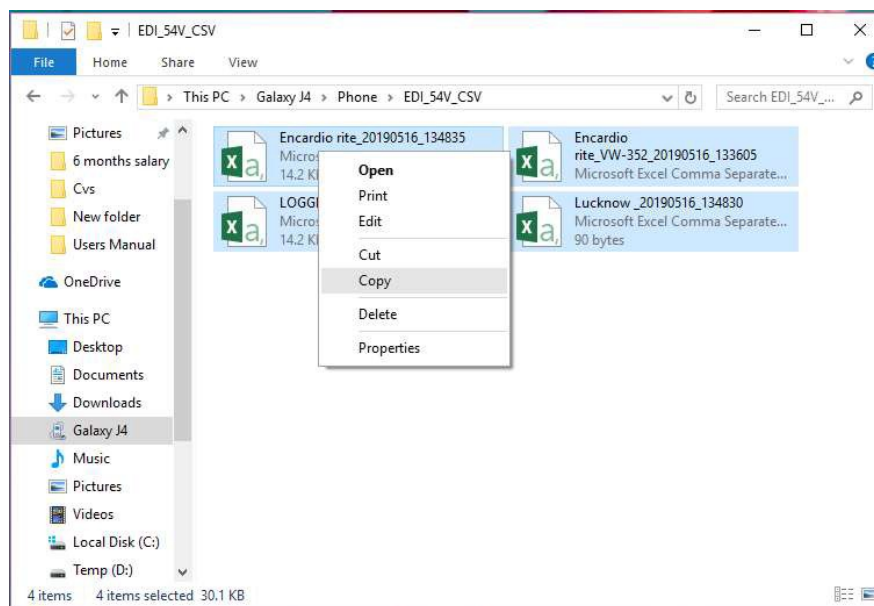 EDI_54V_CSV
File Home Share View
This PC > Galaxy J4 > Phone > EDI_54V_CSV
Search EDI_54V_...
Pictures
6 months salary
Cvs
New folder
Users Manual
OneDrive
This PC
Desktop
Documents
Downloads
Galaxy J4
Music
Pictures
Videos
Local Disk (C:)
Temp (D:)
Encardio rite_20190516_134835
Micros
14.2 K
Encardio
rite_VW-352_20190516_133605
Microsoft Excel Comma Separate...
LOGG
Micros
14.2 K
Lucknow _20190516_134830
Microsoft Excel Comma Separate...
90 bytes
Open
Print
Edit
Cut
Copy
Delete
Properties
4 items 4 items selected 30.1 KB